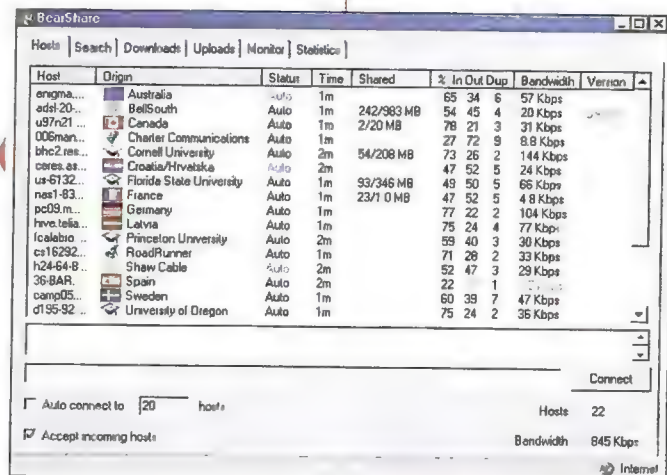 BearShare
Hosts Search Downloads Uploads Monitor Statistics
Host Origin Status Time Shared % In Out Dup Bandwidth Version
enigma.... Australia Auto 1m 65 34 6 57 Kbps
adsl-20-... BellSouth Auto 1m 242/983 MB 54 45 4 20 Kbps
u97n21 ... Canada Auto 1m 2/20 MB 78 21 3 31 Kbps
006man... Charter Communications Auto 1m 27 72 9 8.8 Kbps
bhc2.res... Cornell University Auto 2m 54/208 MB 73 26 2 144 Kbps
ceres.as... Croatia/Hrvatska Auto 2m 47 52 5 24 Kbps
us-6132... Florida State University Auto 1m 93/346 MB 49 50 5 66 Kbps
nas1-83... France Auto 1m 23/1.0 MB 47 52 5 4.8 Kbps
pc09.m... Germany Auto 1m 77 22 2 104 Kbps
hrve.telia... Latvia Auto 1m 75 24 4 77 Kbps
fcalabio ... Princeton University Auto 2m 59 40 3 30 Kbps
cs16292... RoadRunner Auto 1m 71 28 2 33 Kbps
h24-64-8... Shaw Cable Auto 2m 52 47 3 29 Kbps
36-BAR. Spain Auto 2m 22 1
camp05... Sweden Auto 1m 60 39 7 47 Kbps
d195-92 ... University of Oregon Auto 1m 75 24 2 36 Kbps
Connect
Auto connect to 20 hosts
Hosts 22
Accept incoming hosts
Bandwidth 845 Kbps
Internet